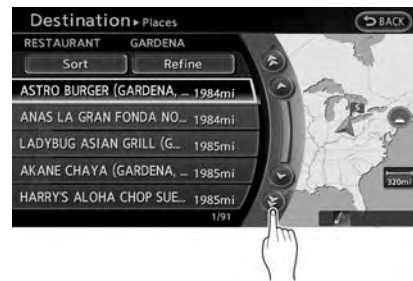 Destination ▸ Places
BACK
RESTAURANT GARDENA
Sort Refine
ASTRO BURGER (GARDENA, ... 1984mi
ANAS LA GRAN FONDA NO... 1984mi
LADYBUG ASIAN GRILL (G... 1985mi
AKANE CHAYA (GARDENA, ... 1985mi
HARRY'S ALOHA CHOP SUE... 1985mi
1/91
320mi